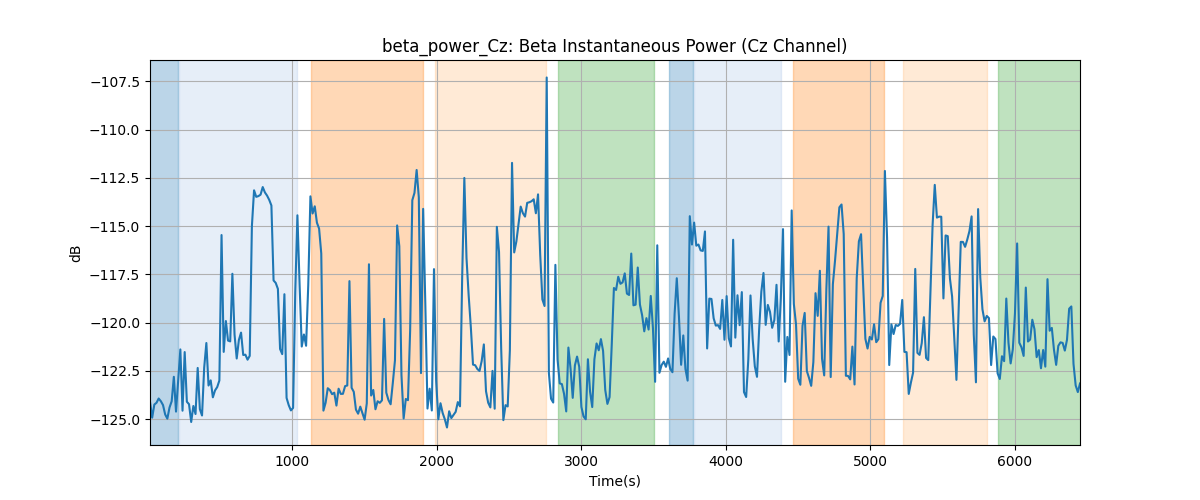 beta_power_Cz: Beta Instantaneous Power (Cz Channel)
−107.5
−110.0
−112.5
−115.0
−117.5
−120.0
−122.5
−125.0
dB
1000 2000 3000 4000 5000 6000
Time(s)